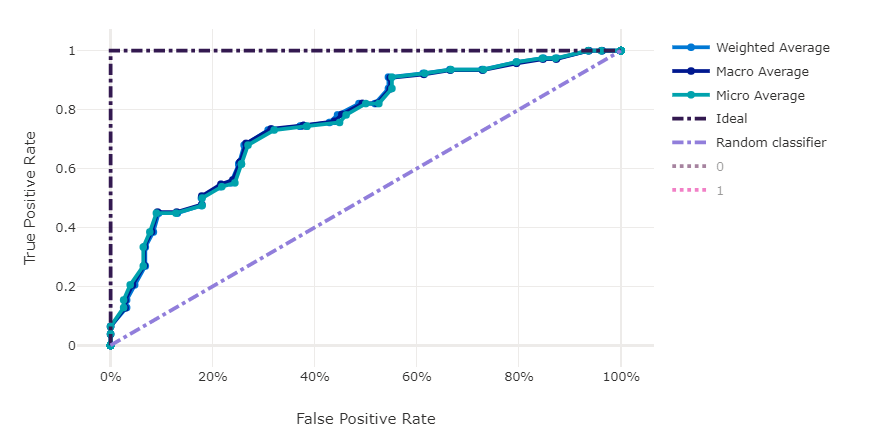 True Positive Rate
1
0.8
0.6
0.4
0.2
0
0%
20%
40%
60%
80%
100%
False Positive Rate
Weighted Average
Macro Average
Micro Average
Ideal
Random classifier
0
1